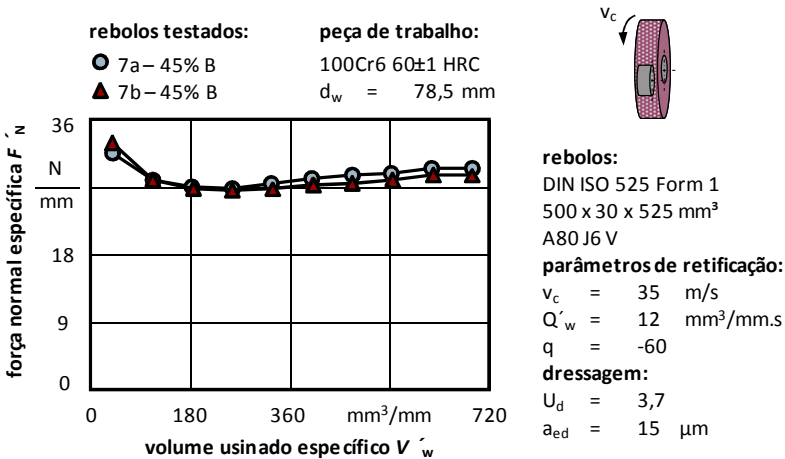 rebolos testados:
7a – 45% B
7b – 45% B
peça de trabalho:
100Cr6 60±1 HRC
d_w = 78,5 mm
v_c
força normal específica F´_N
36
N
mm
18
9
0
0 180 360 mm³/mm 720
volume usinado específico V´_w
rebolos:
DIN ISO 525 Form 1
500 x 30 x 525 mm³
A80 J6 V
parâmetros de retificação:
v_c = 35 m/s
Q´_w = 12 mm³/mm.s
q = -60
dressagem:
U_d = 3,7
a_ed = 15 µm